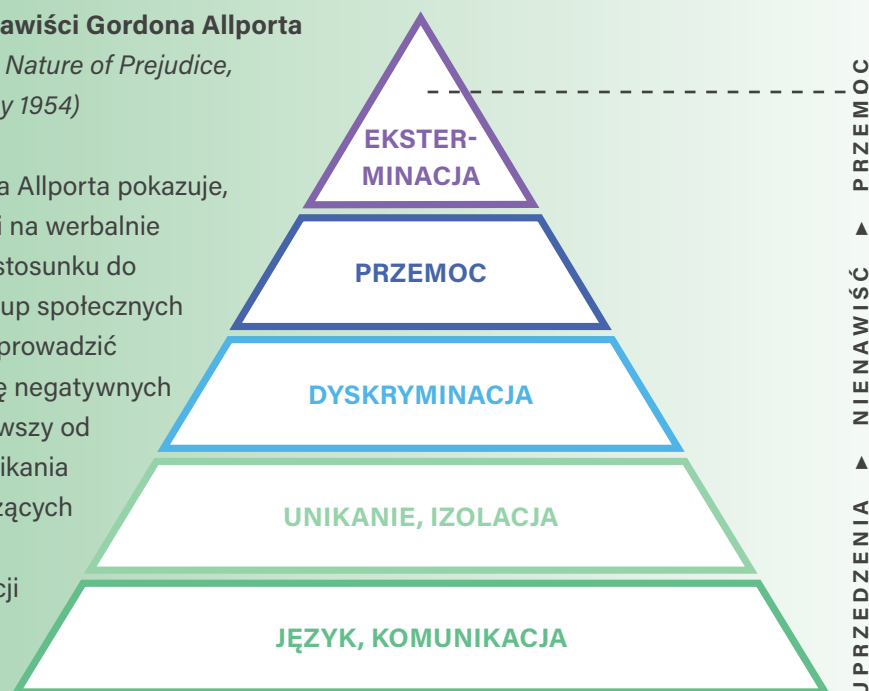 awiści Gordona Allporta
Nature of Prejudice,
y 1954)
a Allporta pokazuje,
i na werbalnie
stosunku do
up społecznych
prowadzić
ę negatywnych
wszy od
ikania
zących
cji
EKSTER-
MINACJA
PRZEMOC
DYSKRYMINACJA
UNIKANIE, IZOLACJA
JĘZYK, KOMUNIKACJA
UPRZEDZENIA ▶ NIENAWIŚĆ ▶ PRZEMOC